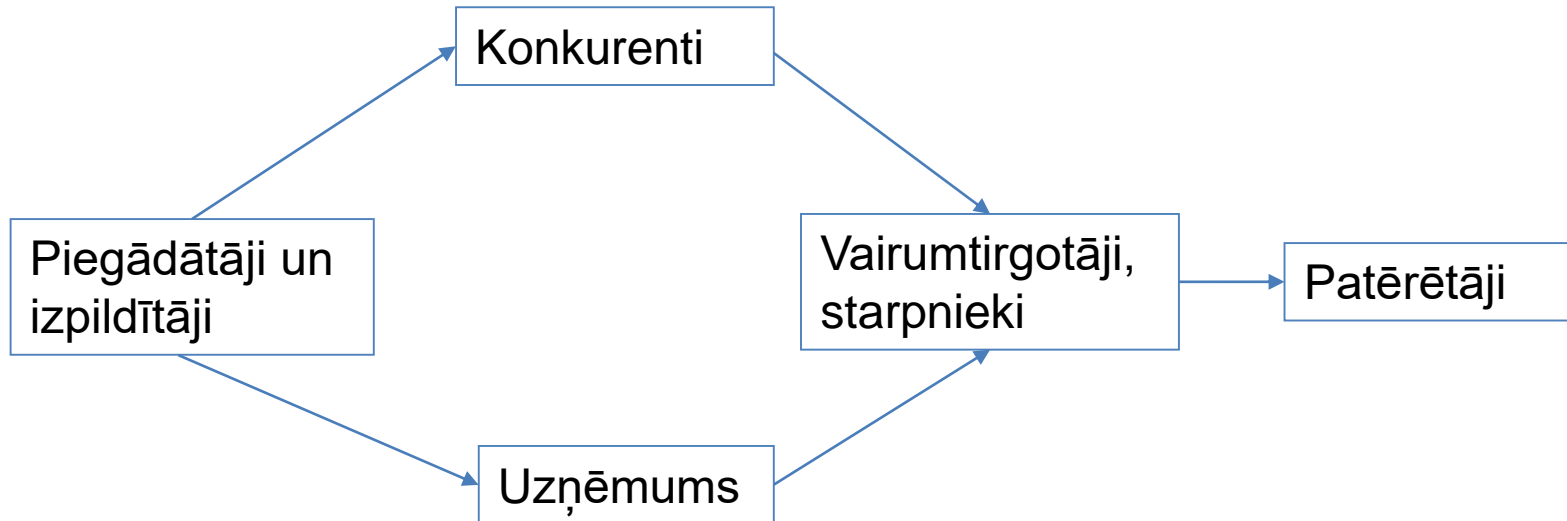 Konkurenti
Piegādātāji un
izpildītāji
Vairumtirgotāji,
starpnieki
Patērētāji
Uzņēmums